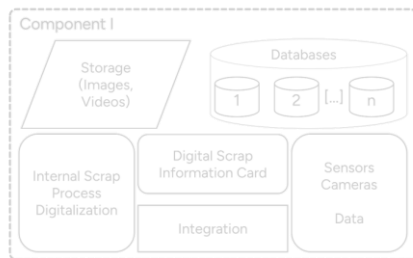 Component I
Storage
(Images,
Videos)
Databases
1
2
[...]
n
Internal Scrap
Process
Digitalization
Digital Scrap
Information Card
Integration
Sensors
Cameras
Data